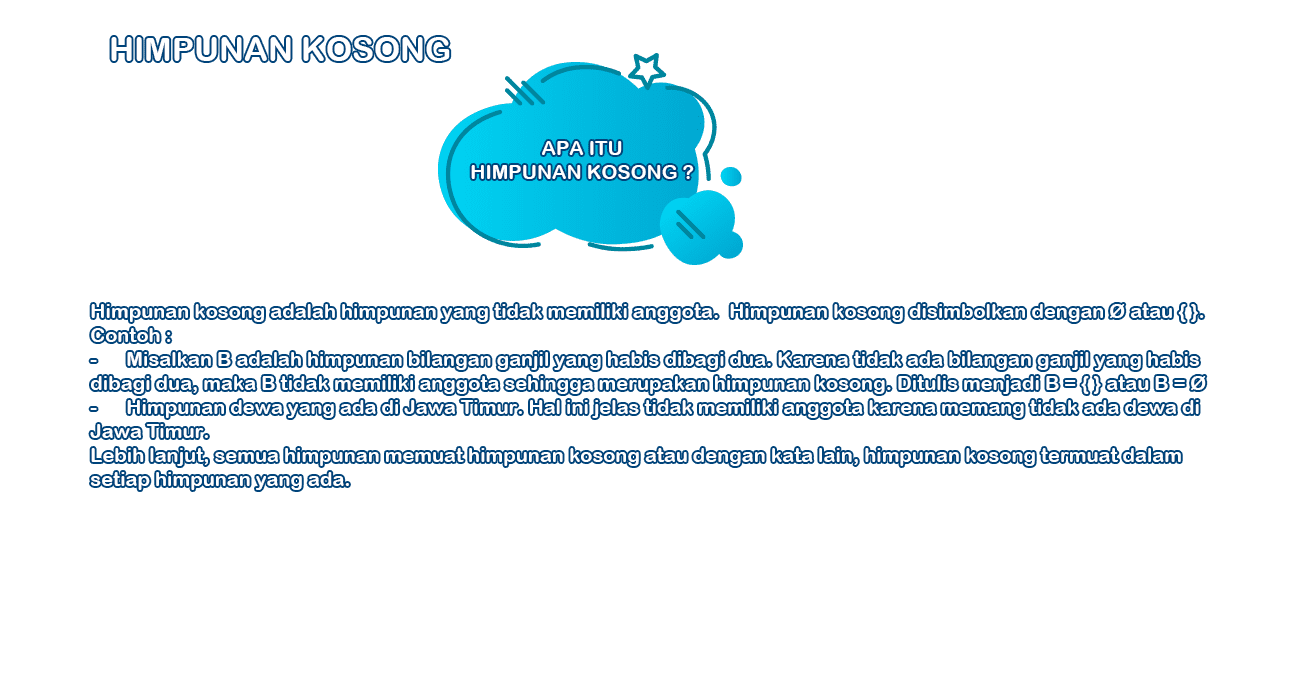 HIMPUNAN KOSONG
APA ITU
HIMPUNAN KOSONG ?
Himpunan kosong adalah himpunan yang tidak memiliki anggota.  Himpunan kosong disimbolkan dengan Ø atau { }.
Contoh :
-     Misalkan B adalah himpunan bilangan ganjil yang habis dibagi dua. Karena tidak ada bilangan ganjil yang habis
dibagi dua, maka B tidak memiliki anggota sehingga merupakan himpunan kosong. Ditulis menjadi B = { } atau B = Ø
-     Himpunan dewa yang ada di Jawa Timur. Hal ini jelas tidak memiliki anggota karena memang tidak ada dewa di
Jawa Timur.
Lebih lanjut, semua himpunan memuat himpunan kosong atau dengan kata lain, himpunan kosong termuat dalam
setiap himpunan yang ada.